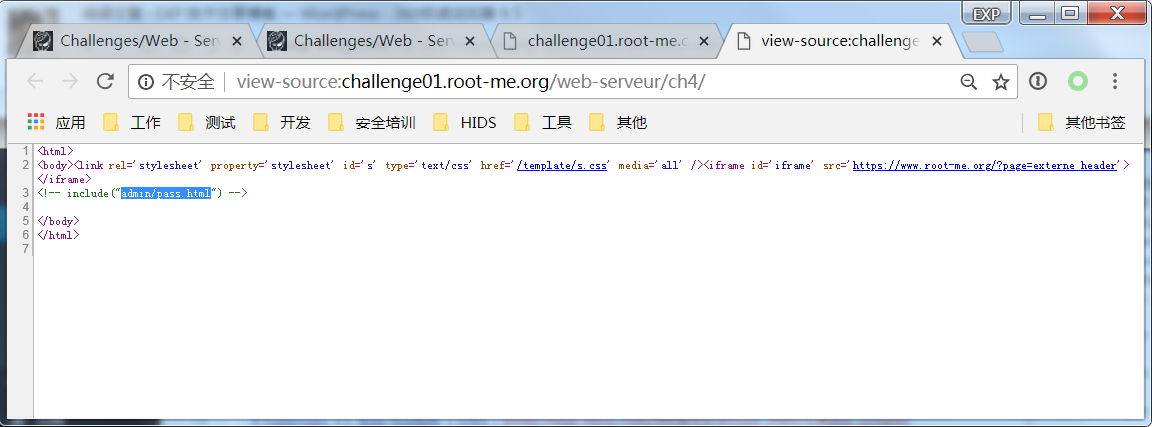 EXP
Challenges/Web - Ser
Challenges/Web - Ser
challenge01.root-me.o
view-source:challenge
不安全 view-source:challenge01.root-me.org/web-serveur/ch4/
应用 工作 测试 开发 安全培训 HIDS 工具 其他 其他书签
1 <html>
2 <body><link rel='stylesheet' property='stylesheet' id='s' type='text/css' href='/template/s.css' media='all' /><iframe id='iframe' src='https://www.root-me.org/?page=externe_header'>
</iframe>
3 <!-- include("admin/pass.html") -->
4
5 </body>
6 </html>
7